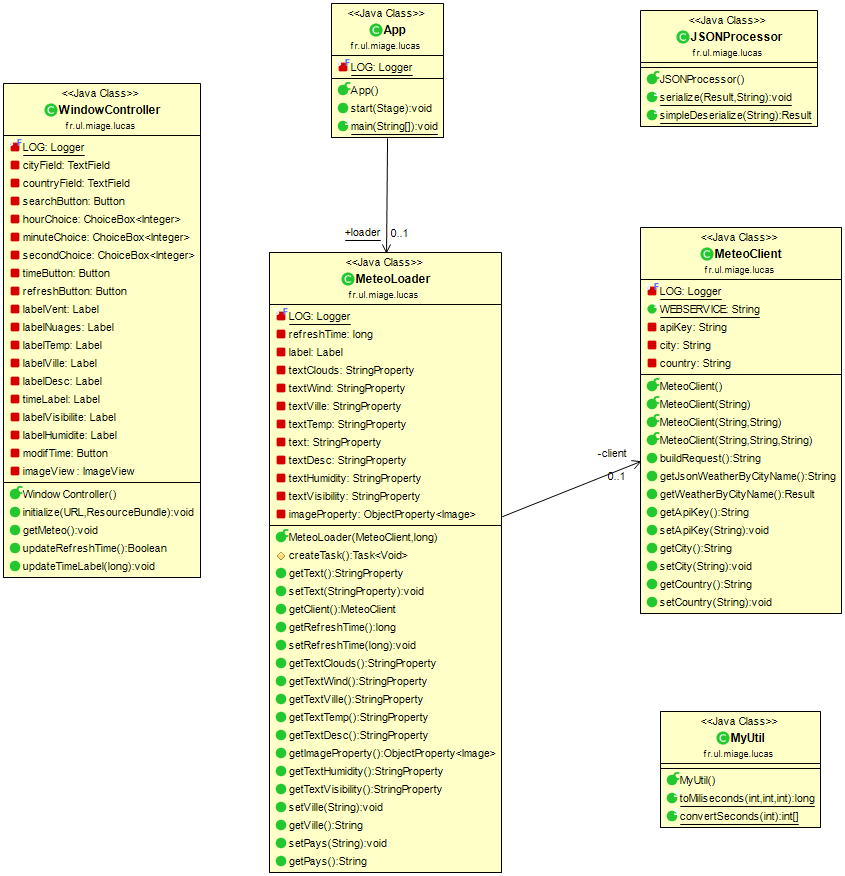 <<Java Class>>
WindowController
fr.ul.miage.lucas
LOG: Logger
cityField: TextField
countryField: TextField
searchButton: Button
hourChoice: ChoiceBox<Integer>
minuteChoice: ChoiceBox<Integer>
secondChoice: ChoiceBox<Integer>
timeButton: Button
refreshButton: Button
labelVent: Label
labelNuages: Label
labelTemp: Label
labelVille: Label
labelDesc: Label
timeLabel: Label
labelVisibilite: Label
labelHumidite: Label
modifTime: Button
imageView: ImageView
WindowController()
initialize(URL,ResourceBundle):void
getMeteo():void
updateRefreshTime():Boolean
updateTimeLabel(long):void
<<Java Class>>
App
fr.ul.miage.lucas
LOG: Logger
App()
start(Stage):void
main(String[]):void
+loader
0..1
<<Java Class>>
MeteoLoader
fr.ul.miage.lucas
LOG: Logger
refreshTime: long
label: Label
textClouds: StringProperty
textWind: StringProperty
textVille: StringProperty
textTemp: StringProperty
text: StringProperty
textDesc: StringProperty
textHumidity: StringProperty
textVisibility: StringProperty
imageProperty: ObjectProperty<Image>
MeteoLoader(MeteoClient,long)
createTask():Task<Void>
getText():StringProperty
setText(StringProperty):void
getClient():MeteoClient
getRefreshTime():long
setRefreshTime(long):void
getTextClouds():StringProperty
getTextWind():StringProperty
getTextVille():StringProperty
getTextTemp():StringProperty
getTextDesc():StringProperty
getImageProperty():ObjectProperty<Image>
getTextHumidity():StringProperty
getTextVisibility():StringProperty
setVille(String):void
getVille():String
setPays(String):void
getPays():String
-client
0..1
<<Java Class>>
JSONProcessor
fr.ul.miage.lucas
JSONProcessor()
serialize(Result,String):void
simpleDeserialize(String):Result
<<Java Class>>
MeteoClient
fr.ul.miage.lucas
LOG: Logger
WEBSERVICE: String
apiKey: String
city: String
country: String
MeteoClient()
MeteoClient(String)
MeteoClient(String,String)
MeteoClient(String,String,String)
buildRequest():String
getJsonWeatherByCityName():String
getWeatherByCityName():Result
getApiKey():String
setApiKey(String):void
getCity():String
setCity(String):void
getCountry():String
setCountry(String):void
<<Java Class>>
MyUtil
fr.ul.miage.lucas
MyUtil()
toMiliseconds(int,int,int):long
convertSeconds(int):int[]